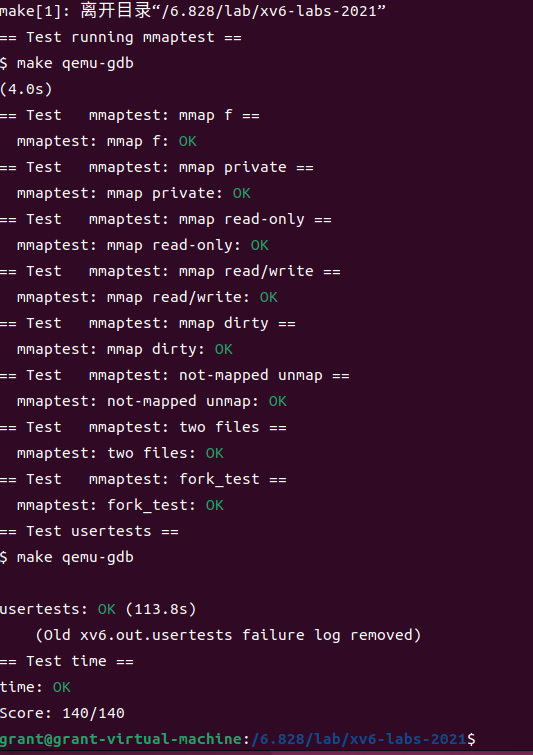 make[1]: 离开目录“/6.828/lab/xv6-labs-2021”
== Test running mmaptest ==
$ make qemu-gdb
(4.0s)
== Test   mmaptest: mmap f ==
  mmaptest: mmap f: OK
== Test   mmaptest: mmap private ==
  mmaptest: mmap private: OK
== Test   mmaptest: mmap read-only ==
  mmaptest: mmap read-only: OK
== Test   mmaptest: mmap read/write ==
  mmaptest: mmap read/write: OK
== Test   mmaptest: mmap dirty ==
  mmaptest: mmap dirty: OK
== Test   mmaptest: not-mapped unmap ==
  mmaptest: not-mapped unmap: OK
== Test   mmaptest: two files ==
  mmaptest: two files: OK
== Test   mmaptest: fork_test ==
  mmaptest: fork_test: OK
== Test usertests ==
$ make qemu-gdb
usertests: OK (113.8s)
    (Old xv6.out.usertests failure log removed)
== Test time ==
time: OK
Score: 140/140
grant@grant-virtual-machine:/6.828/lab/xv6-labs-2021$